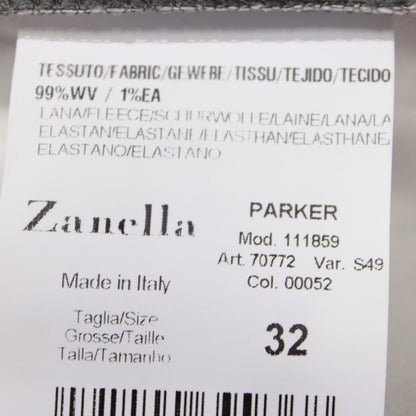 TESSUTO/FABRIC/GEWEBE/TISSU/TEJIDO/TECIDO
99%WV / 1%EA
LANA/FLEECE/SCHURWOLLE/LAINE/LANA/LA
ELASTAN/ELASTANE/ELASTHAN/ELASTHANE/
ELASTANO/ELASTANO
Zanella
PARKER
Mod. 111859
Art. 70772 Var. S49
Col. 00052
Made in Italy
Taglia/Size
Grosse/Taille
Talla/Tamanho
32